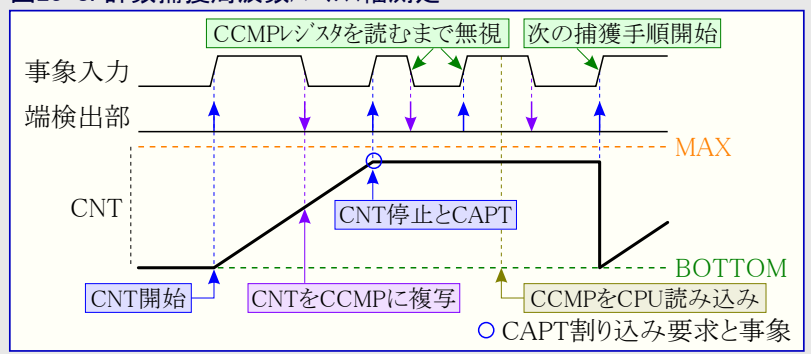 CCMPレジスタを読むまで無視
次の捕獲手順開始
事象入力
端検出部
MAX
CNT
CNT停止とCAPT
BOTTOM
CNT開始
CNTをCCMPに複写
CCMPをCPU読み込み
CAPT割り込み要求と事象